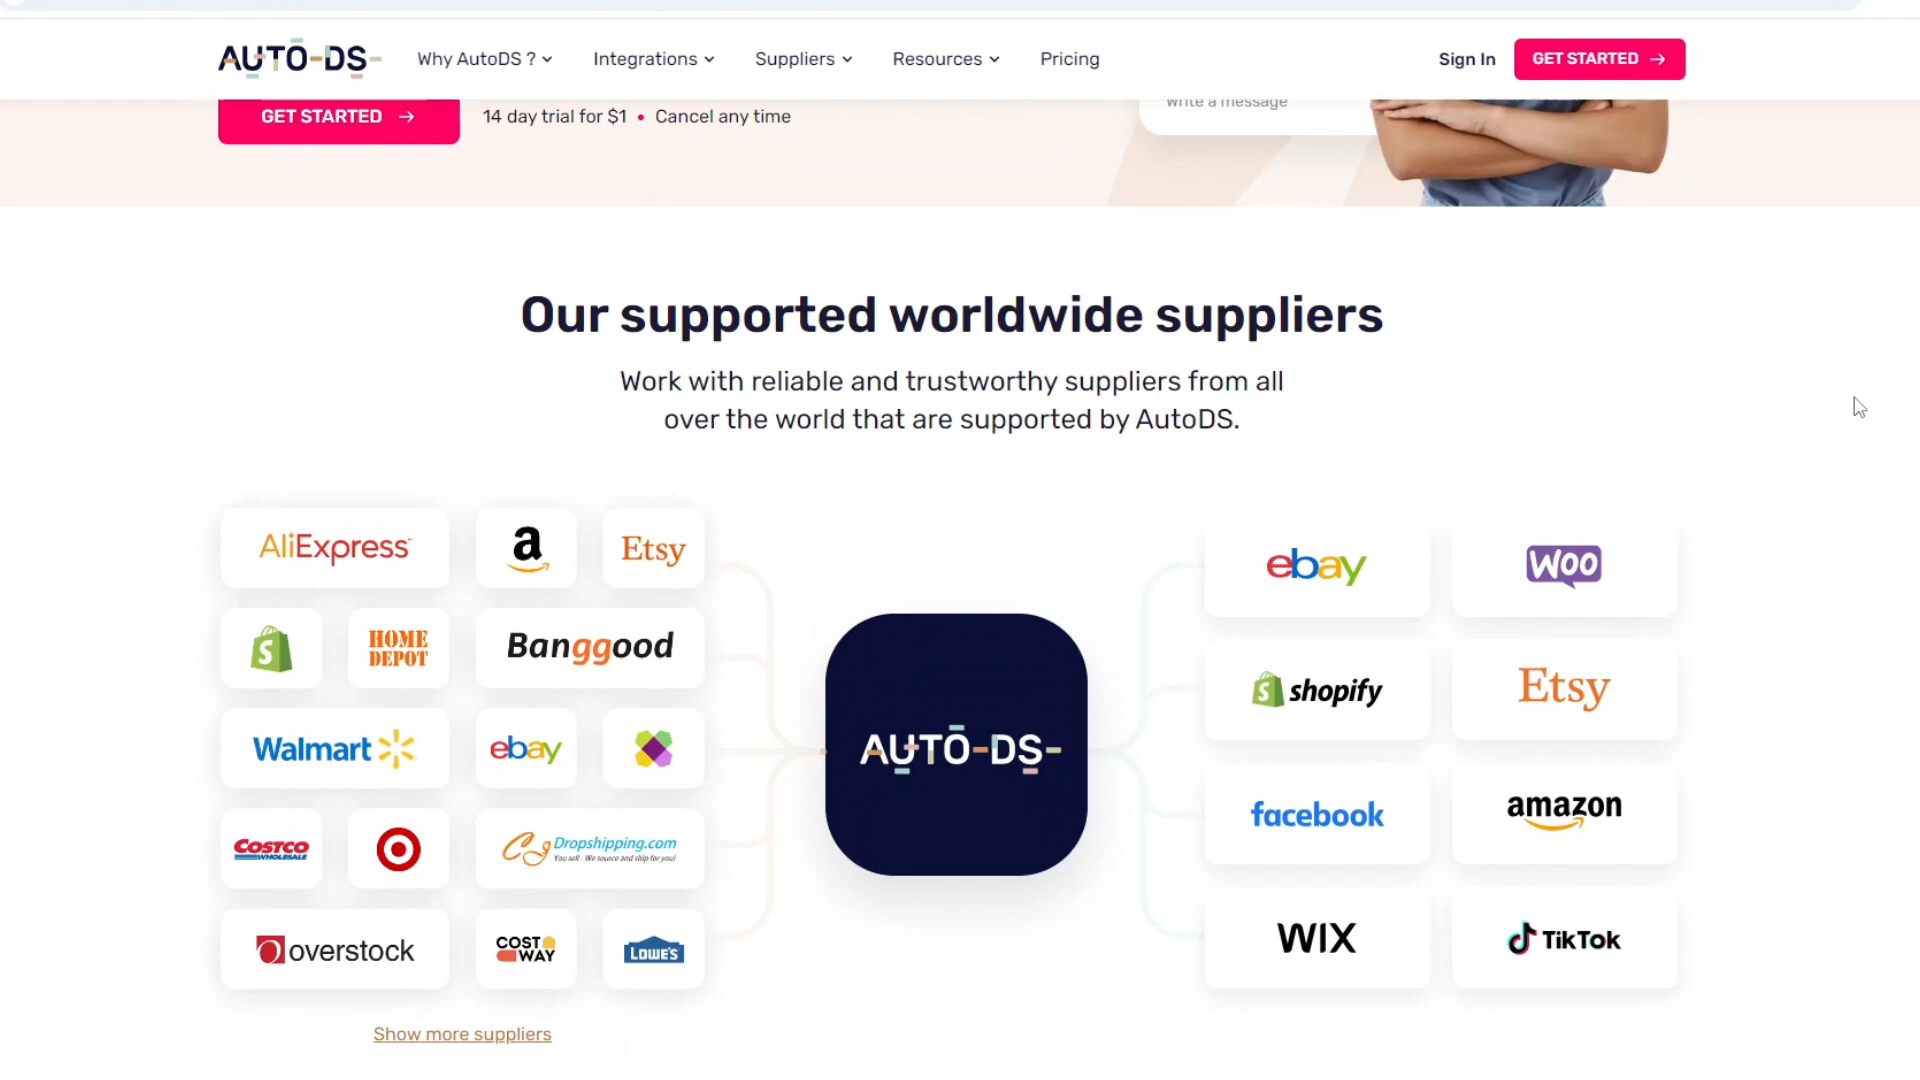 AUTO-DS-
Why AutoDS ?
Integrations
Suppliers
Resources
Pricing
Sign In
GET STARTED
GET STARTED
14 day trial for $1 • Cancel any time
Write a message
Our supported worldwide suppliers
Work with reliable and trustworthy suppliers from all
over the world that are supported by AutoDS.
AliExpress
a
Etsy
S
HOME
DEPOT
Banggood
Walmart
ebay
COSTCO
WHOLESALE
CJ Dropshipping.com
You sell - We source and ship for you!
overstock
COST
WAY
LOWE'S
Show more suppliers
AUTO-DS-
ebay
WOO
shopify
Etsy
facebook
amazon
WIX
TikTok